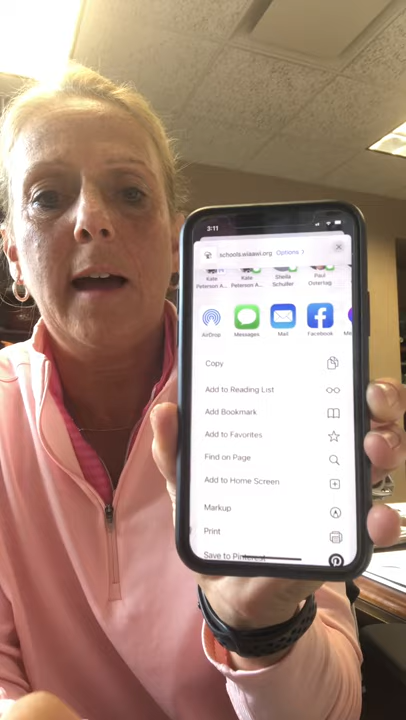 3:11
schools.wiaawi.org Options >
Kate
Peterson A...
Kate
Peterson A...
Sheila
Schuller
Paul
Ostertag
AirDrop
Messages
Mail
Facebook
Copy
Add to Reading List
Add Bookmark
Add to Favorites
Find on Page
Add to Home Screen
Markup
Print
Save to Pinterest